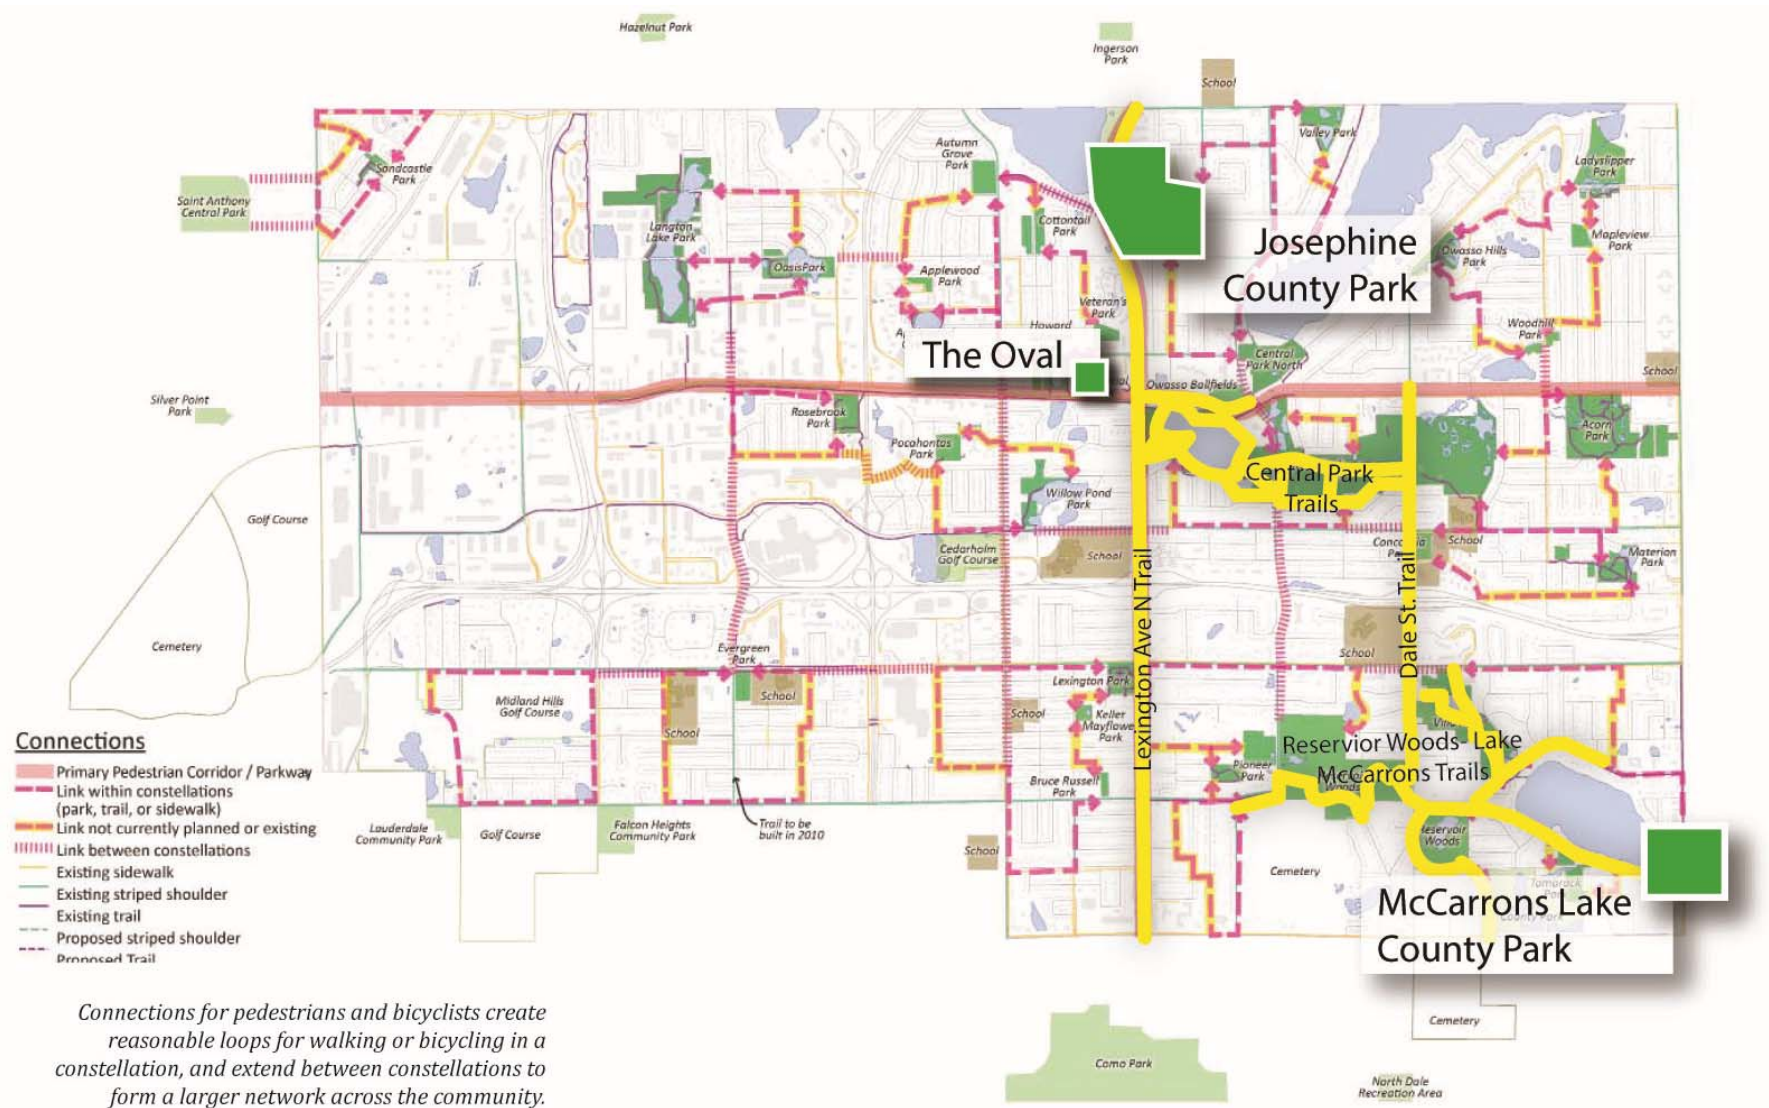 Hazelnut Park
Ingerson
Park
School
Valley Park
Autumn
Grove
Park
Ladyslipper
Park
Sandcastle
Park
Saint Anthony
Central Park
Langton
Lake Park
Cottontail
Park
Mapleview
Park
Josephine
County Park
Owasso Hills
Park
OasisPark
Applewood
Park
Veteran's
Park
Howard
Woodhill
Park
The Oval
Central
Park North
School
Owasso Ballfields
Silver Point
Park
Rosebrook
Park
Pocahontas
Park
Acorn
Park
Central Park
Trails
Willow Pond
Park
Golf Course
Cedarholm
Golf Course
School
School
Materion
Park
Lexington Ave N Trail
Dale St. Trail
Cemetery
Evergreen
Park
School
Lexington Park
Midland Hills
Golf Course
School
School
School
Keller
Mayflower
Park
Reservior Woods- Lake
McCarrons Trails
Pioneer
Park
Woods
Bruce Russell
Park
Connections
Primary Pedestrian Corridor / Parkway
Link within constellations
(park, trail, or sidewalk)
Link not currently planned or existing
Link between constellations
Existing sidewalk
Existing striped shoulder
Existing trail
Proposed striped shoulder
Proposed Trail
Lauderdale
Community Park
Golf Course
Falcon Heights
Community Park
Trail to be
built in 2010
School
Cemetery
Woods
Tamarack
County Park
McCarrons Lake
County Park
Cemetery
Como Park
North Dale
Recreation Area
Connections for pedestrians and bicyclists create
reasonable loops for walking or bicycling in a
constellation, and extend between constellations to
form a larger network across the community.